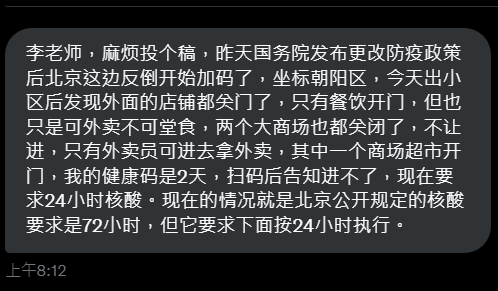 李老师，麻烦投个稿，昨天国务院发布更改防疫政策
后北京这边反倒开始加码了，坐标朝阳区，今天出小
区后发现外面的店铺都关门了，只有餐饮开门，但也
只是可外卖不可堂食，两个大商场也都关闭了，不让
进，只有外卖员可进去拿外卖，其中一个商场超市开
门，我的健康码是2天，扫码后告知进不了，现在要
求24小时核酸。现在的情况就是北京公开规定的核酸
要求是72小时，但它要求下面按24小时执行。
上午8:12